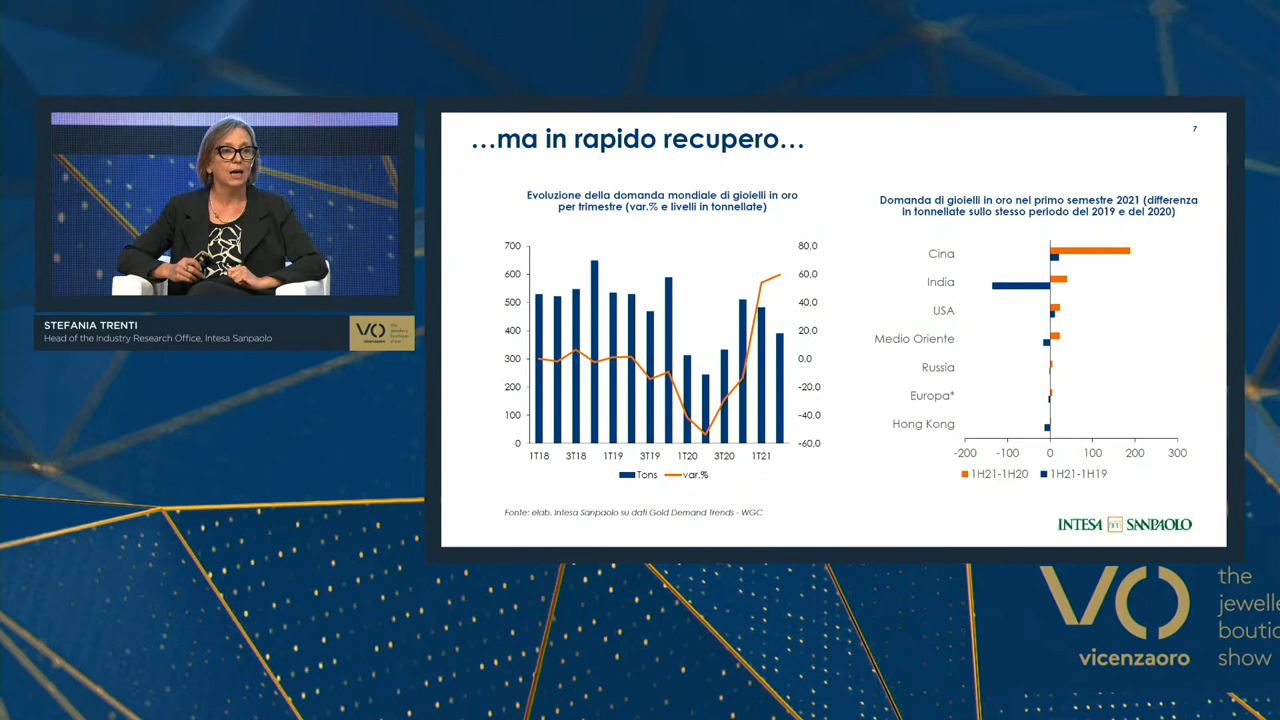 STEFANIA TRENTI
Head of the Industry Research Office, Intesa Sanpaolo
VO
vicenzaoro
the
jewellery
boutique
show
...ma in rapido recupero...
7
Evoluzione della domanda mondiale di gioielli in oro
per trimestre (var.% e livelli in tonnellate)
700
600
500
400
300
200
100
0
80,0
60,0
40,0
20,0
0,0
-20,0
-40,0
-60,0
1T18 3T18 1T19 3T19 1T20 3T20 1T21
Tons var.%
Domanda di gioielli in oro nel primo semestre 2021 (differenza
in tonnellate sullo stesso periodo del 2019 e del 2020)
Cina
India
USA
Medio Oriente
Russia
Europa*
Hong Kong
-200 -100 0 100 200 300
1H21-1H20 1H21-1H19
Fonte: elab. Intesa Sanpaolo su dati Gold Demand Trends - WGC
INTESA SANPAOLO
VO
vicenzaoro
the
jewelle
boutic
show